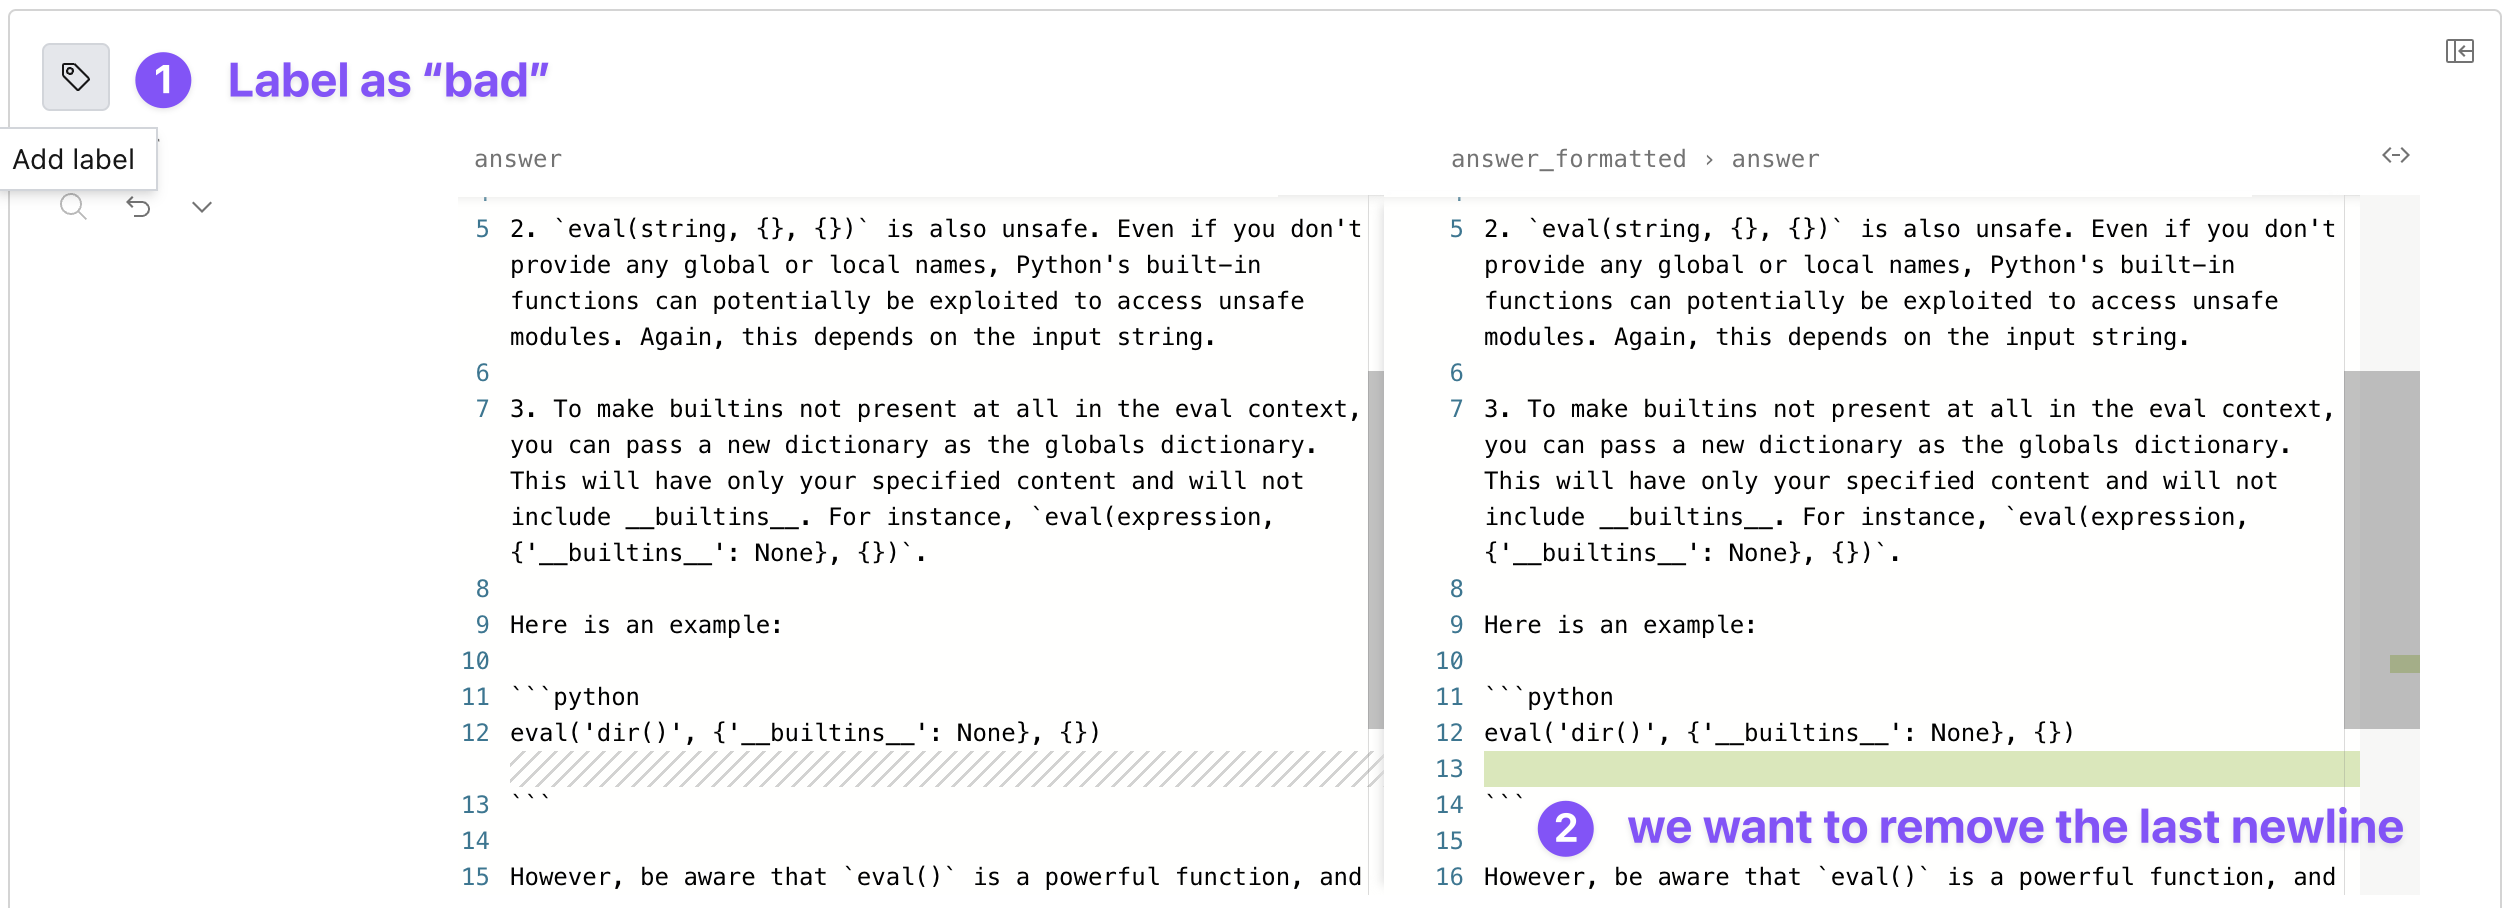 1 Label as “bad”
Add label
answer
5 2. `eval(string, {}, {})` is also unsafe. Even if you don't
provide any global or local names, Python's built-in
functions can potentially be exploited to access unsafe
modules. Again, this depends on the input string.
6
7 3. To make builtins not present at all in the eval context,
you can pass a new dictionary as the globals dictionary.
This will have only your specified content and will not
include __builtins__. For instance, `eval(expression,
{'__builtins__': None}, {})`.
8
9 Here is an example:
10
11 ```python
12 eval('dir()', {'__builtins__': None}, {})
13 ```
14
15 However, be aware that `eval()` is a powerful function, and
answer_formatted › answer
5 2. `eval(string, {}, {})` is also unsafe. Even if you don't
provide any global or local names, Python's built-in
functions can potentially be exploited to access unsafe
modules. Again, this depends on the input string.
6
7 3. To make builtins not present at all in the eval context,
you can pass a new dictionary as the globals dictionary.
This will have only your specified content and will not
include __builtins__. For instance, `eval(expression,
{'__builtins__': None}, {})`.
8
9 Here is an example:
10
11 ```python
12 eval('dir()', {'__builtins__': None}, {})
13
14 ```
2 we want to remove the last newline
15
16 However, be aware that `eval()` is a powerful function, and